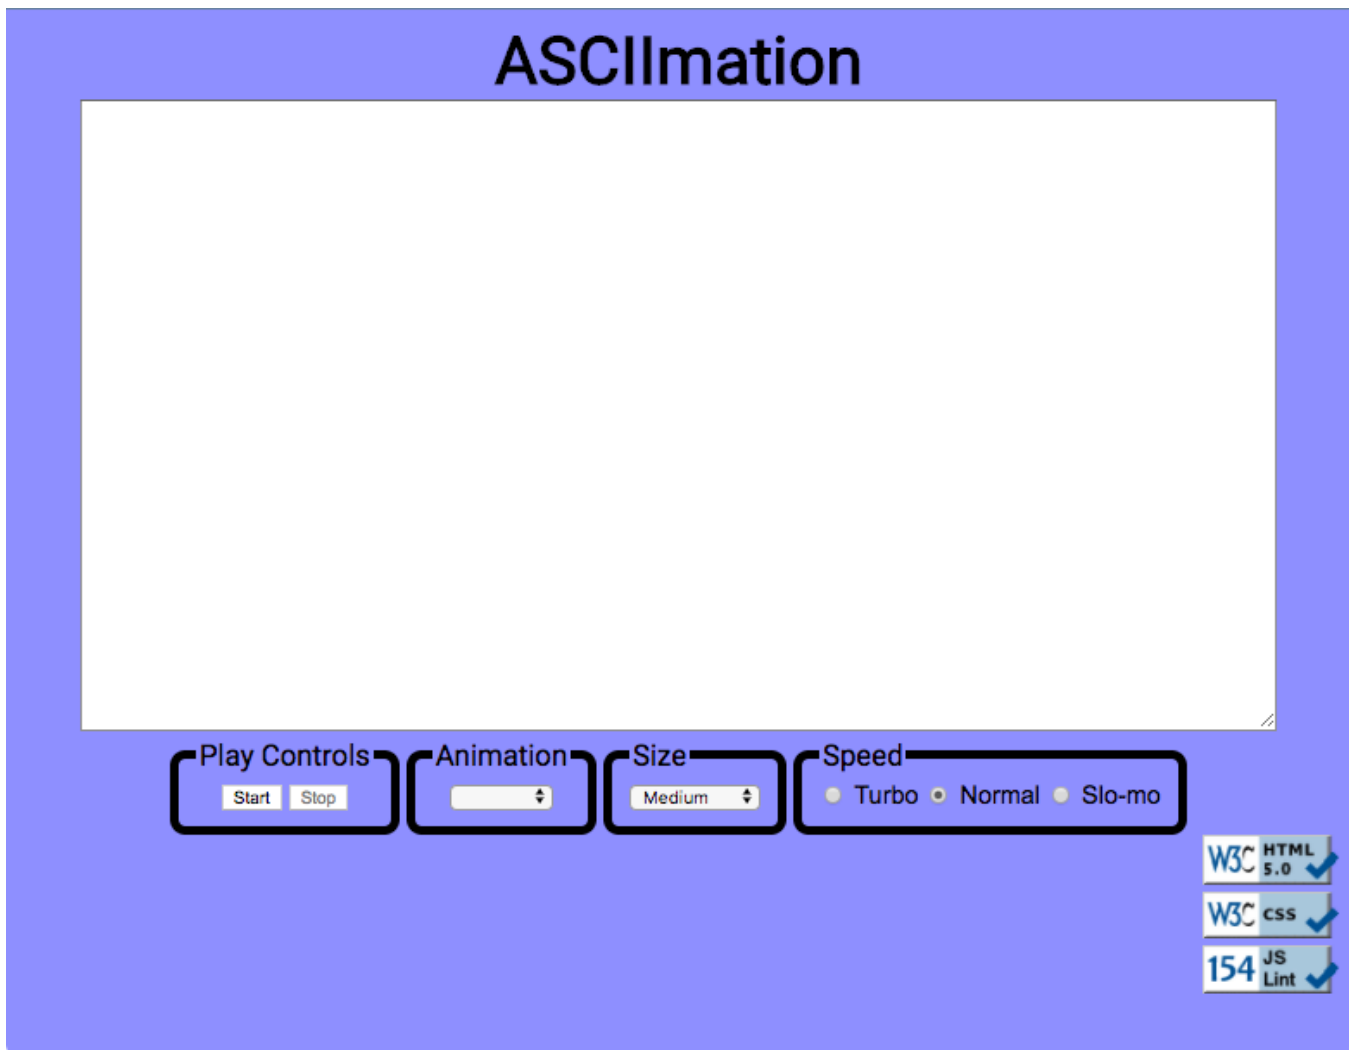 ASCIImation
Play Controls Animation Size Speed
Start Stop Medium Turbo Normal Slo-mo
W3C HTML 5.0
W3C css
154 JS Lint